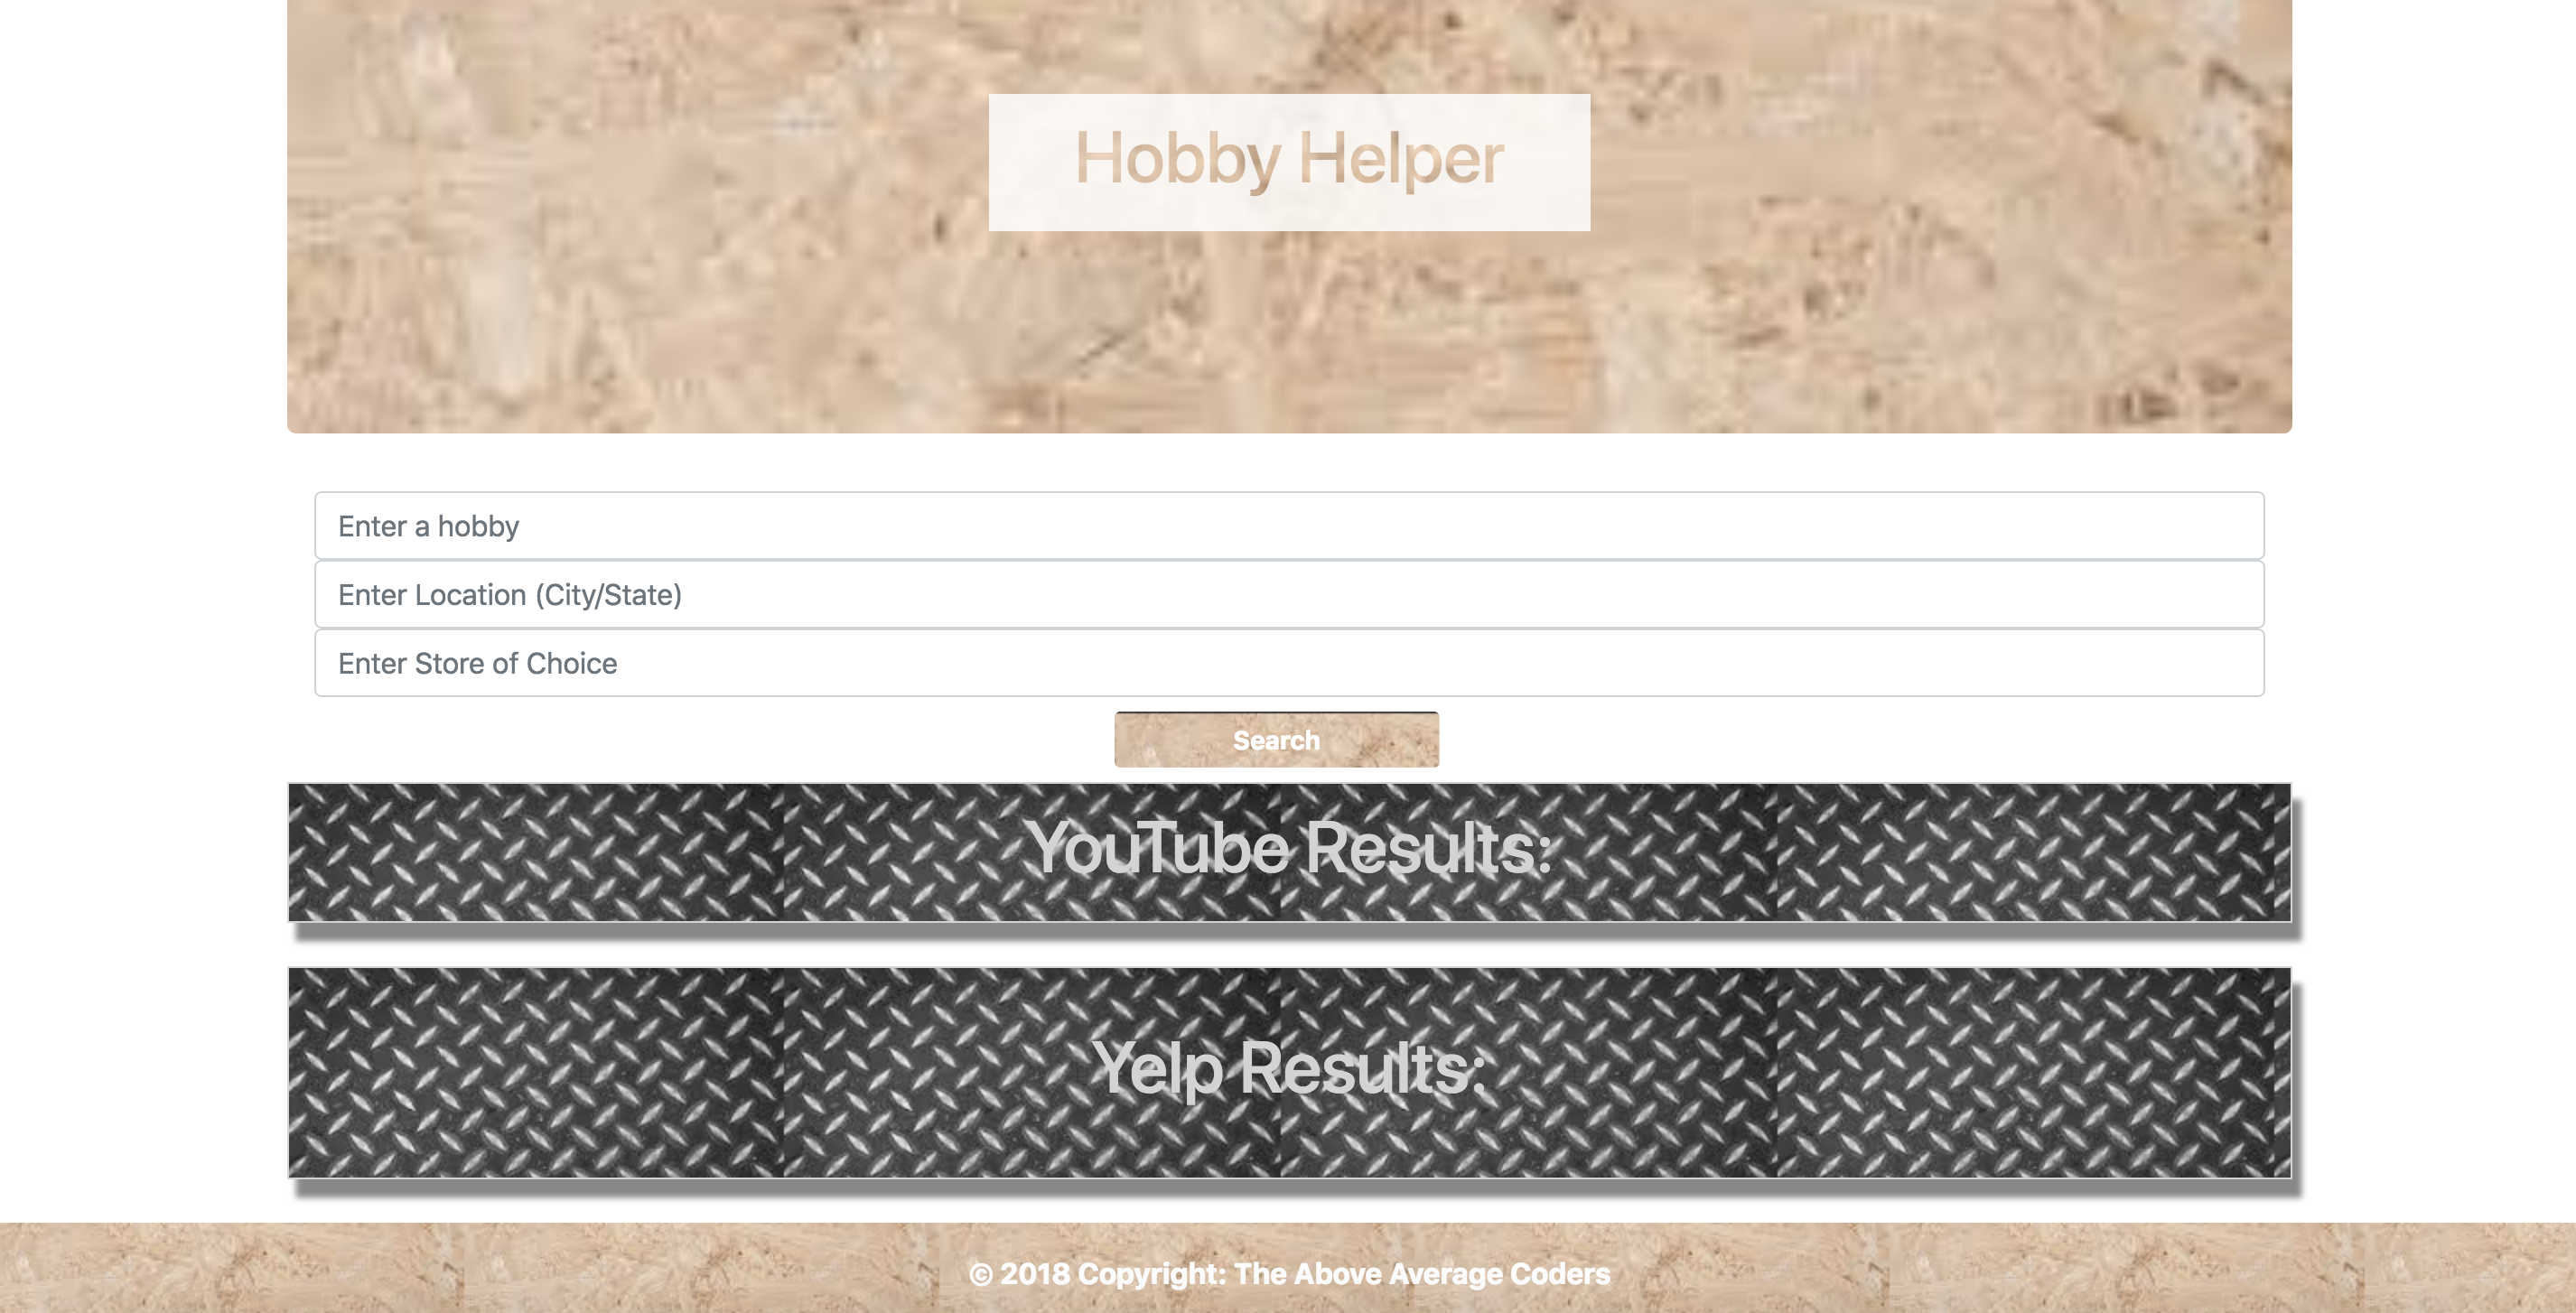 Hobby Helper
Enter a hobby
Enter Location (City/State)
Enter Store of Choice
Search
YouTube Results:
Yelp Results:
© 2018 Copyright: The Above Average Coders